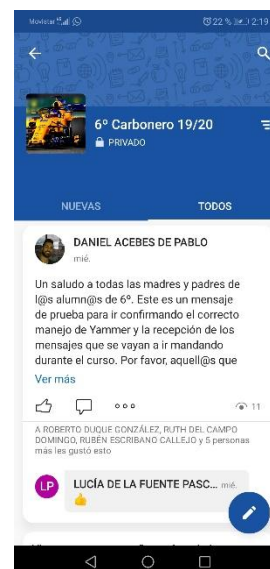 Movistar
22 % 2:19
6º Carbonero 19/20
PRIVADO
NUEVAS
TODOS
DANIEL ACEBES DE PABLO
mié.
Un saludo a todas las madres y padres de
l@s alumn@s de 6º. Este es un mensaje
de prueba para ir confirmando el correcto
manejo de Yammer y la recepción de los
mensajes que se vayan a ir mandando
durante el curso. Por favor, aquell@s que
Ver más
11
A ROBERTO DUQUE GONZÁLEZ, RUTH DEL CAMPO
DOMINGO, RUBÉN ESCRIBANO CALLEJO y 5 personas
más les gustó esto
LP
LUCÍA DE LA FUENTE PASC... mié.
👍